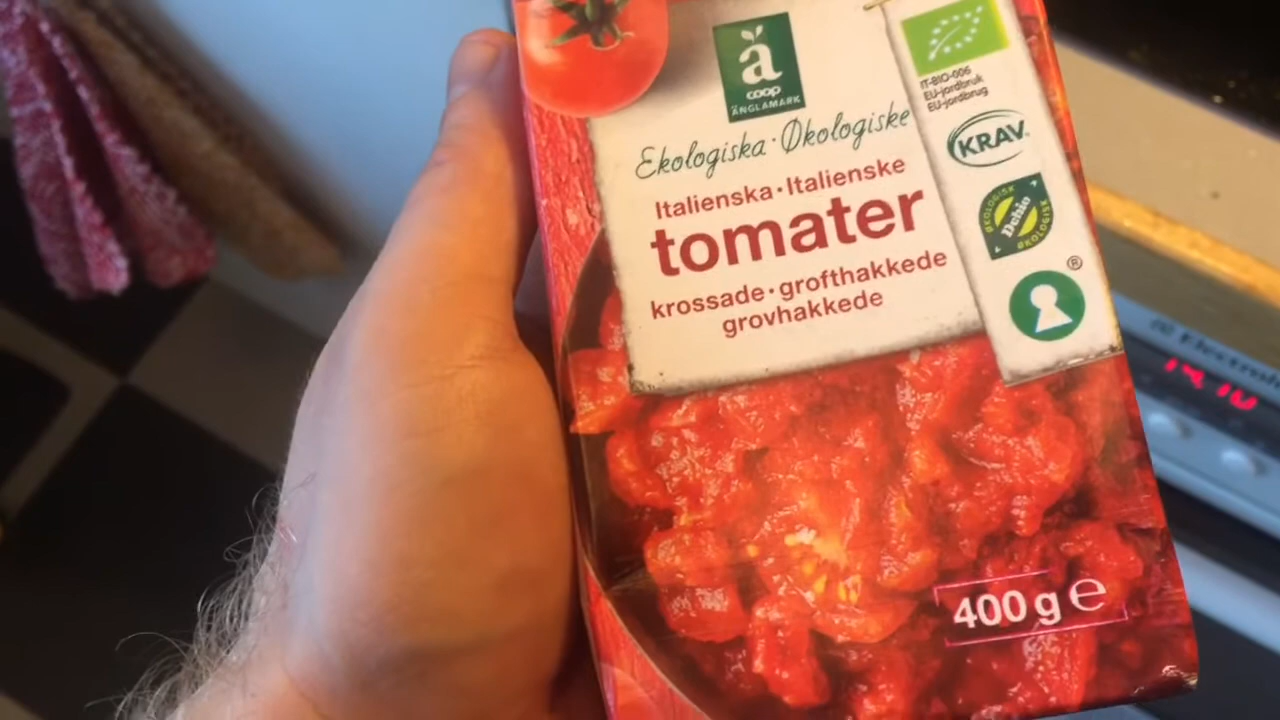 ä
coop
ÄNGLAMARK
Ekologiska · Økologiske
Italienska · Italienske
tomater
krossade · grofthakkede
grovhakkede
400 g ℮
IT-BIO-006
EU-jordbruk
EU-jordbrug
KRAV
ØKOLOGISK
Debio
ØKOLOGISK
®